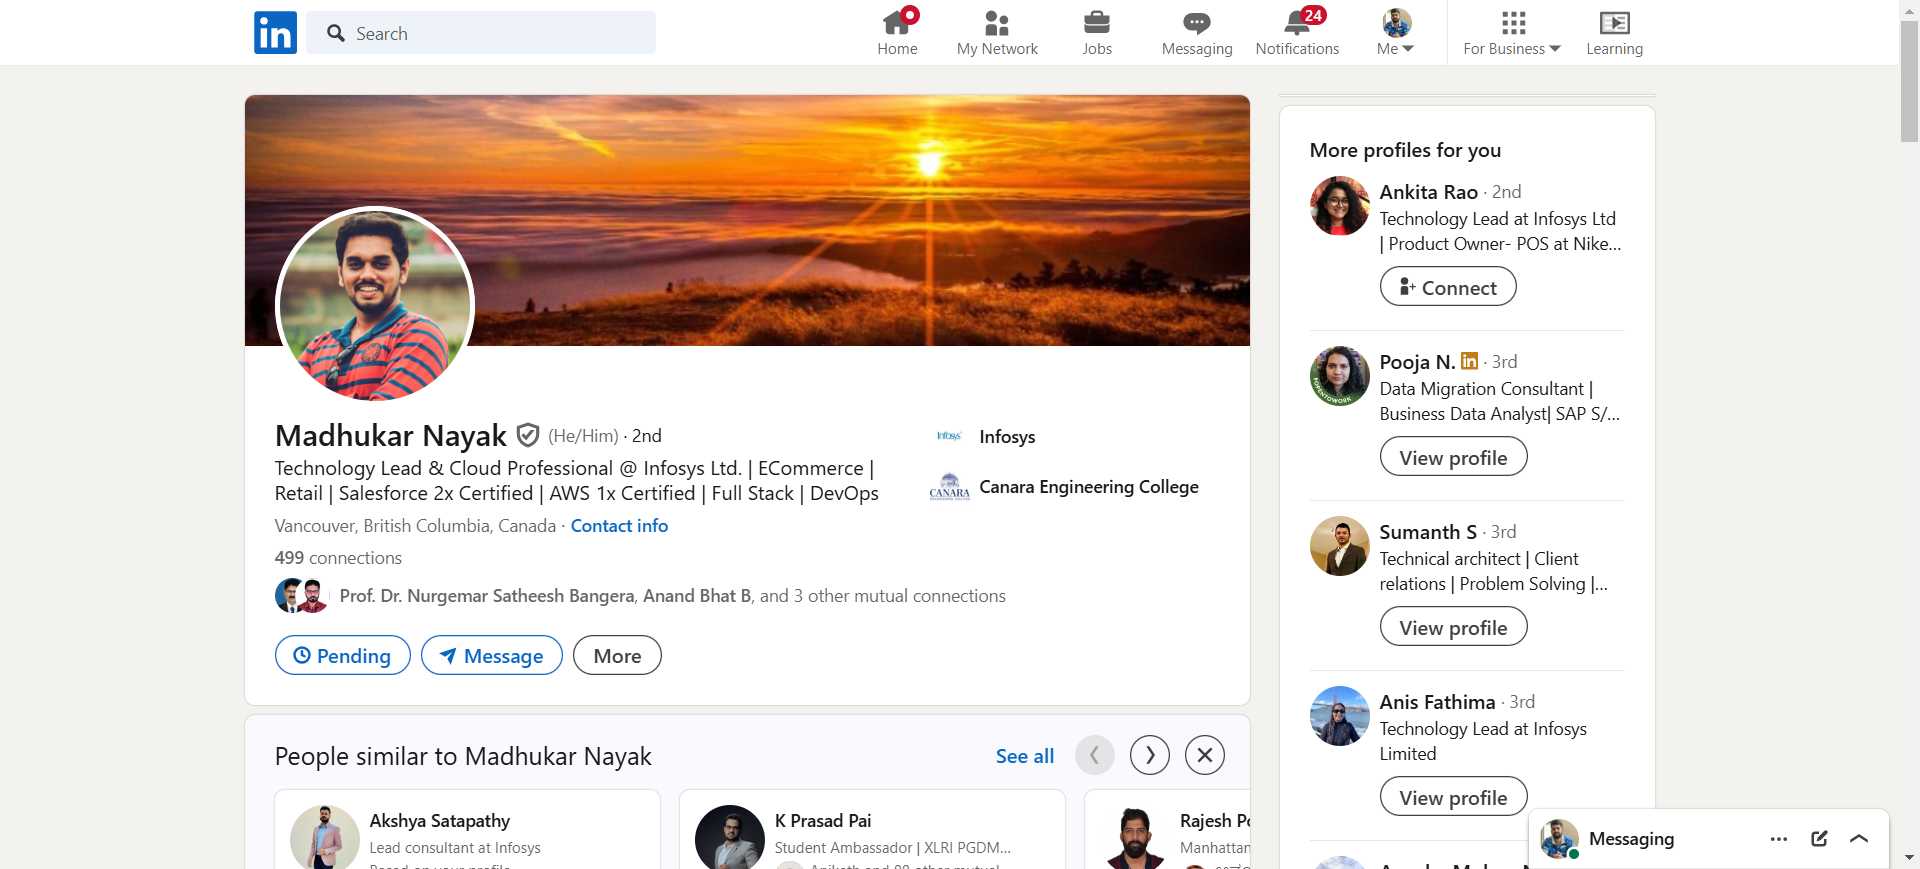 in
Search
Home
My Network
Jobs
Messaging
24
Notifications
Me
For Business
Learning
Madhukar Nayak (He/Him) · 2nd
Technology Lead & Cloud Professional @ Infosys Ltd. | ECommerce |
Retail | Salesforce 2x Certified | AWS 1x Certified | Full Stack | DevOps
Vancouver, British Columbia, Canada · Contact info
499 connections
Prof. Dr. Nurgemar Satheesh Bangera, Anand Bhat B, and 3 other mutual connections
Pending
Message
More
Infosys
Infosys
CANARA
Canara Engineering College
People similar to Madhukar Nayak
See all
Akshya Satapathy
Lead consultant at Infosys
K Prasad Pai
Student Ambassador | XLRI PGDM...
Rajesh
Manhattan
More profiles for you
Ankita Rao · 2nd
Technology Lead at Infosys Ltd
| Product Owner- POS at Nike...
Connect
Pooja N. in · 3rd
Data Migration Consultant |
Business Data Analyst| SAP S/...
View profile
Sumanth S · 3rd
Technical architect | Client
relations | Problem Solving |...
View profile
Anis Fathima · 3rd
Technology Lead at Infosys
Limited
View profile
Messaging